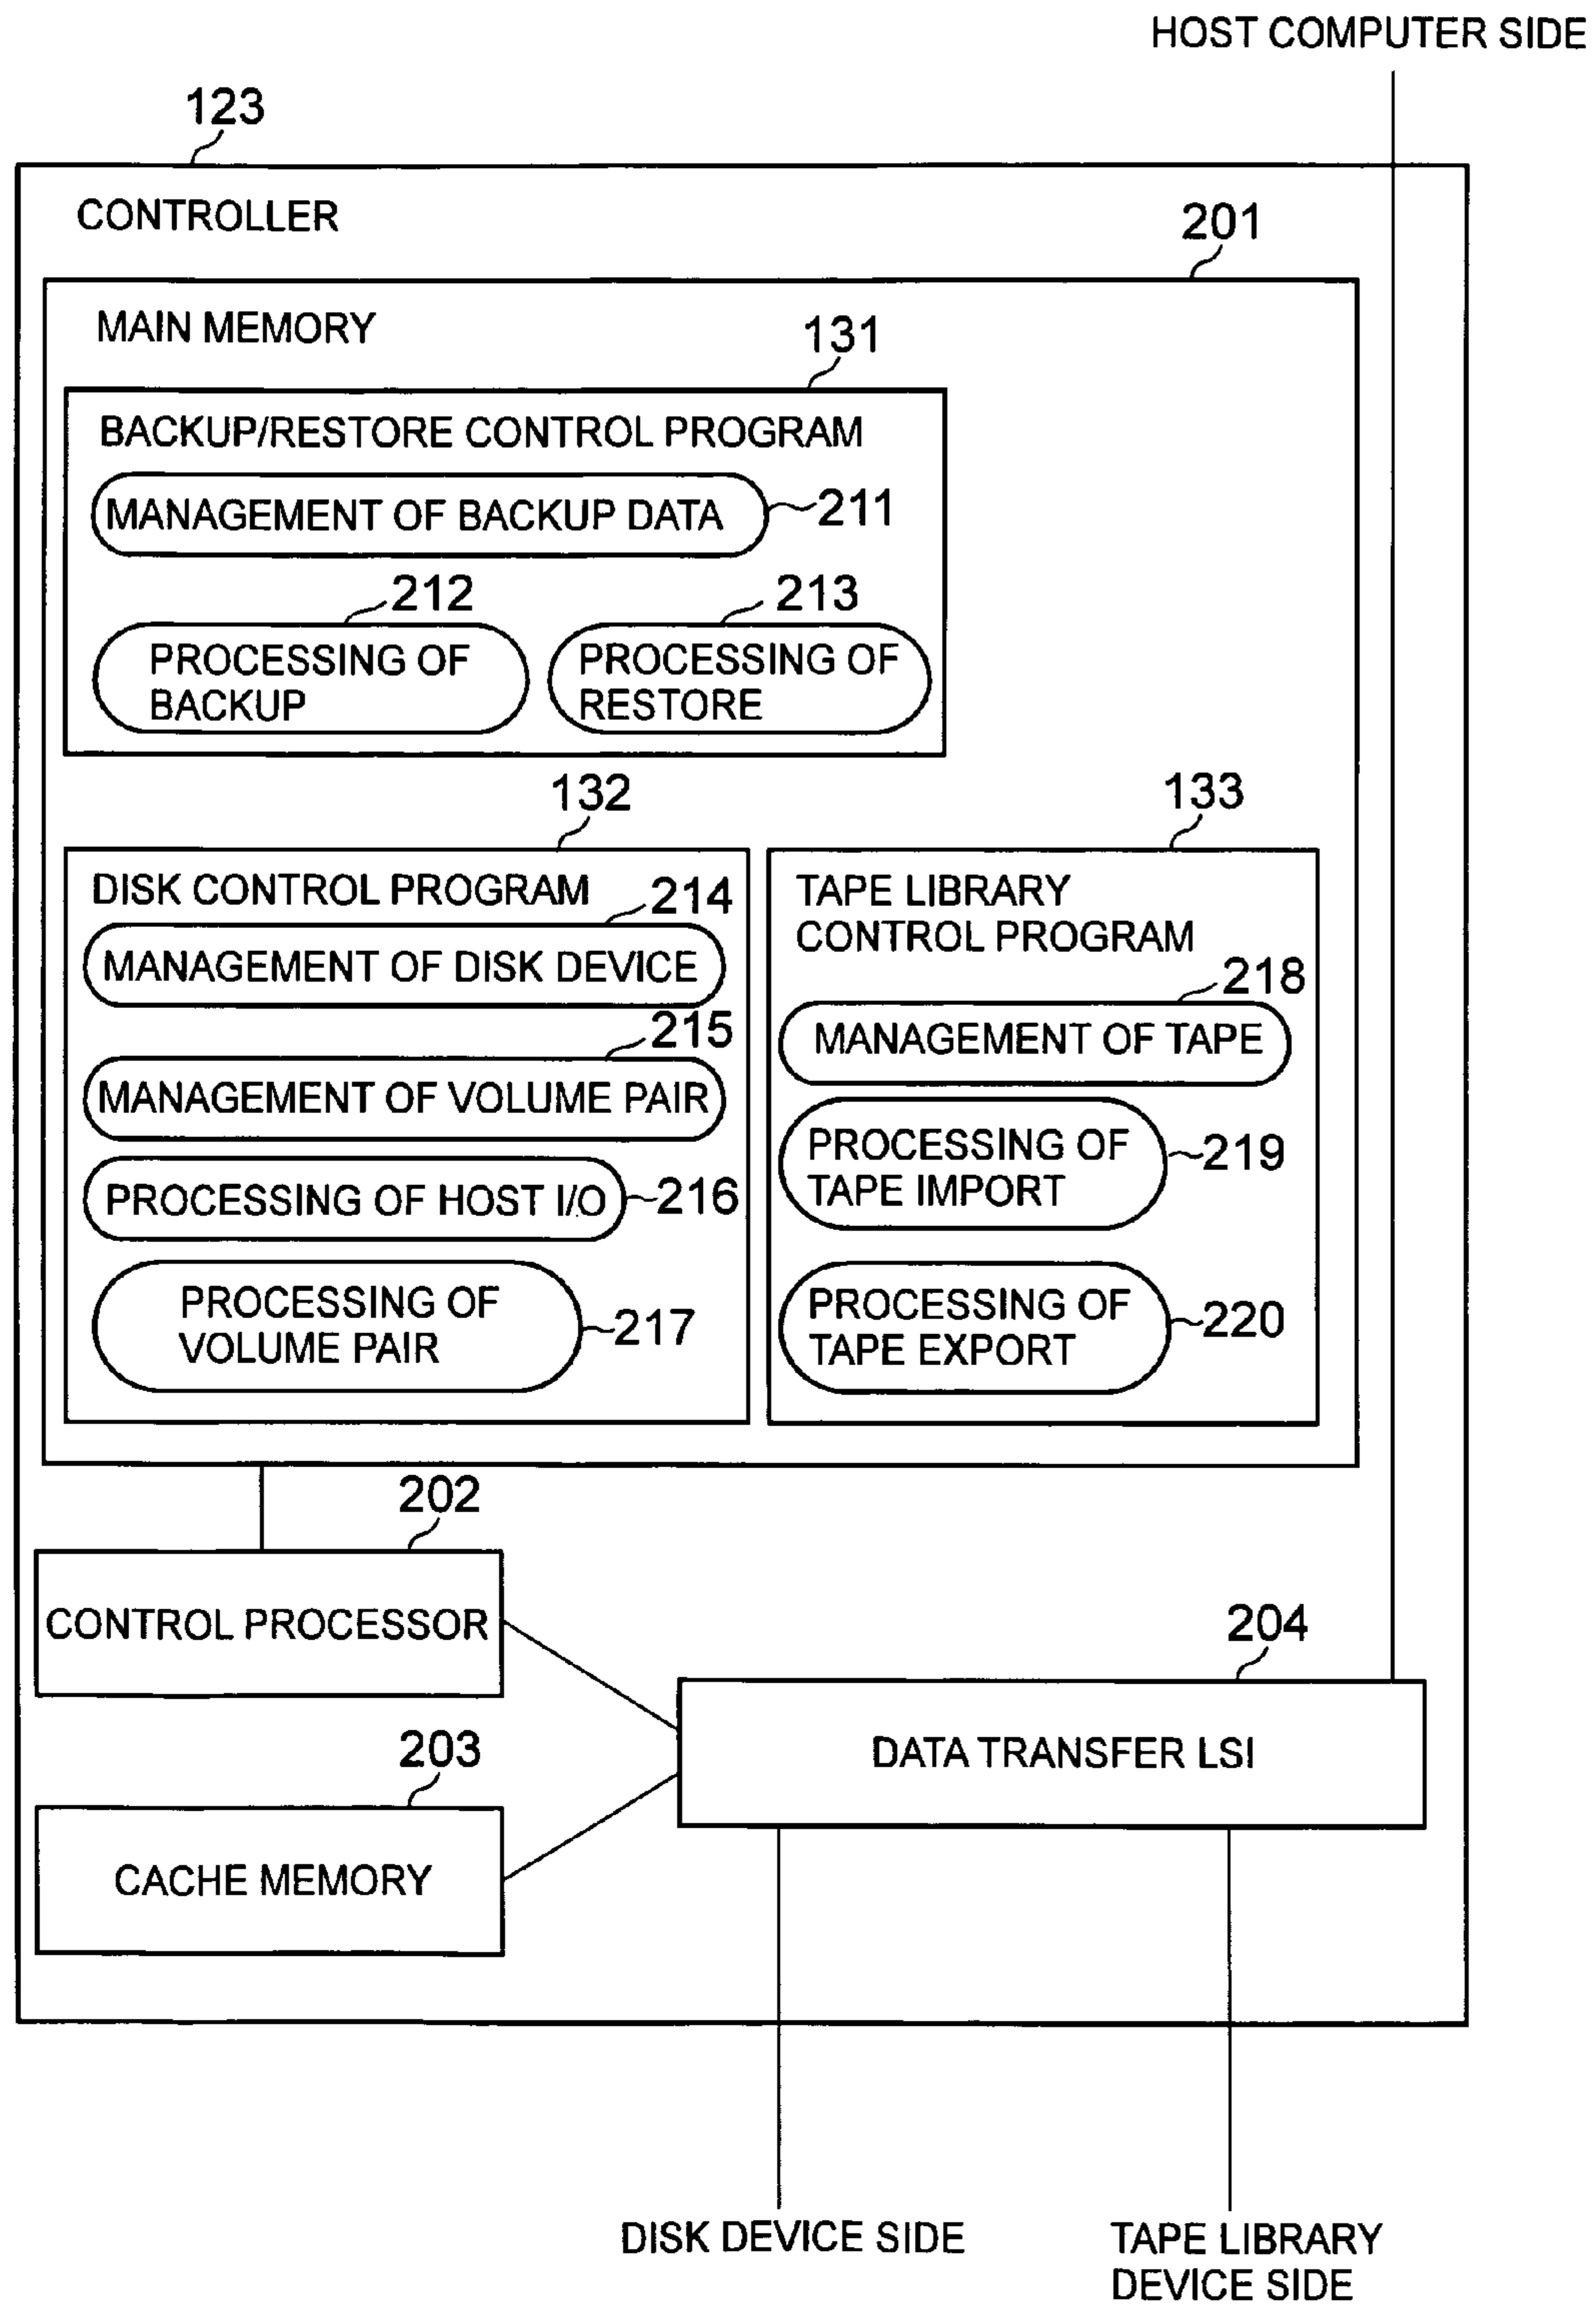 HOST COMPUTER SIDE
123
CONTROLLER
201
MAIN MEMORY
131
BACKUP/RESTORE CONTROL PROGRAM
MANAGEMENT OF BACKUP DATA
211
212
213
PROCESSING OF
BACKUP
PROCESSING OF
RESTORE
132
133
DISK CONTROL PROGRAM
214
MANAGEMENT OF DISK DEVICE
215
MANAGEMENT OF VOLUME PAIR
PROCESSING OF HOST I/O
216
PROCESSING OF
VOLUME PAIR
217
TAPE LIBRARY
CONTROL PROGRAM
218
MANAGEMENT OF TAPE
PROCESSING OF
TAPE IMPORT
219
PROCESSING OF
TAPE EXPORT
220
202
CONTROL PROCESSOR
204
DATA TRANSFER LSI
203
CACHE MEMORY
DISK DEVICE SIDE
TAPE LIBRARY
DEVICE SIDE